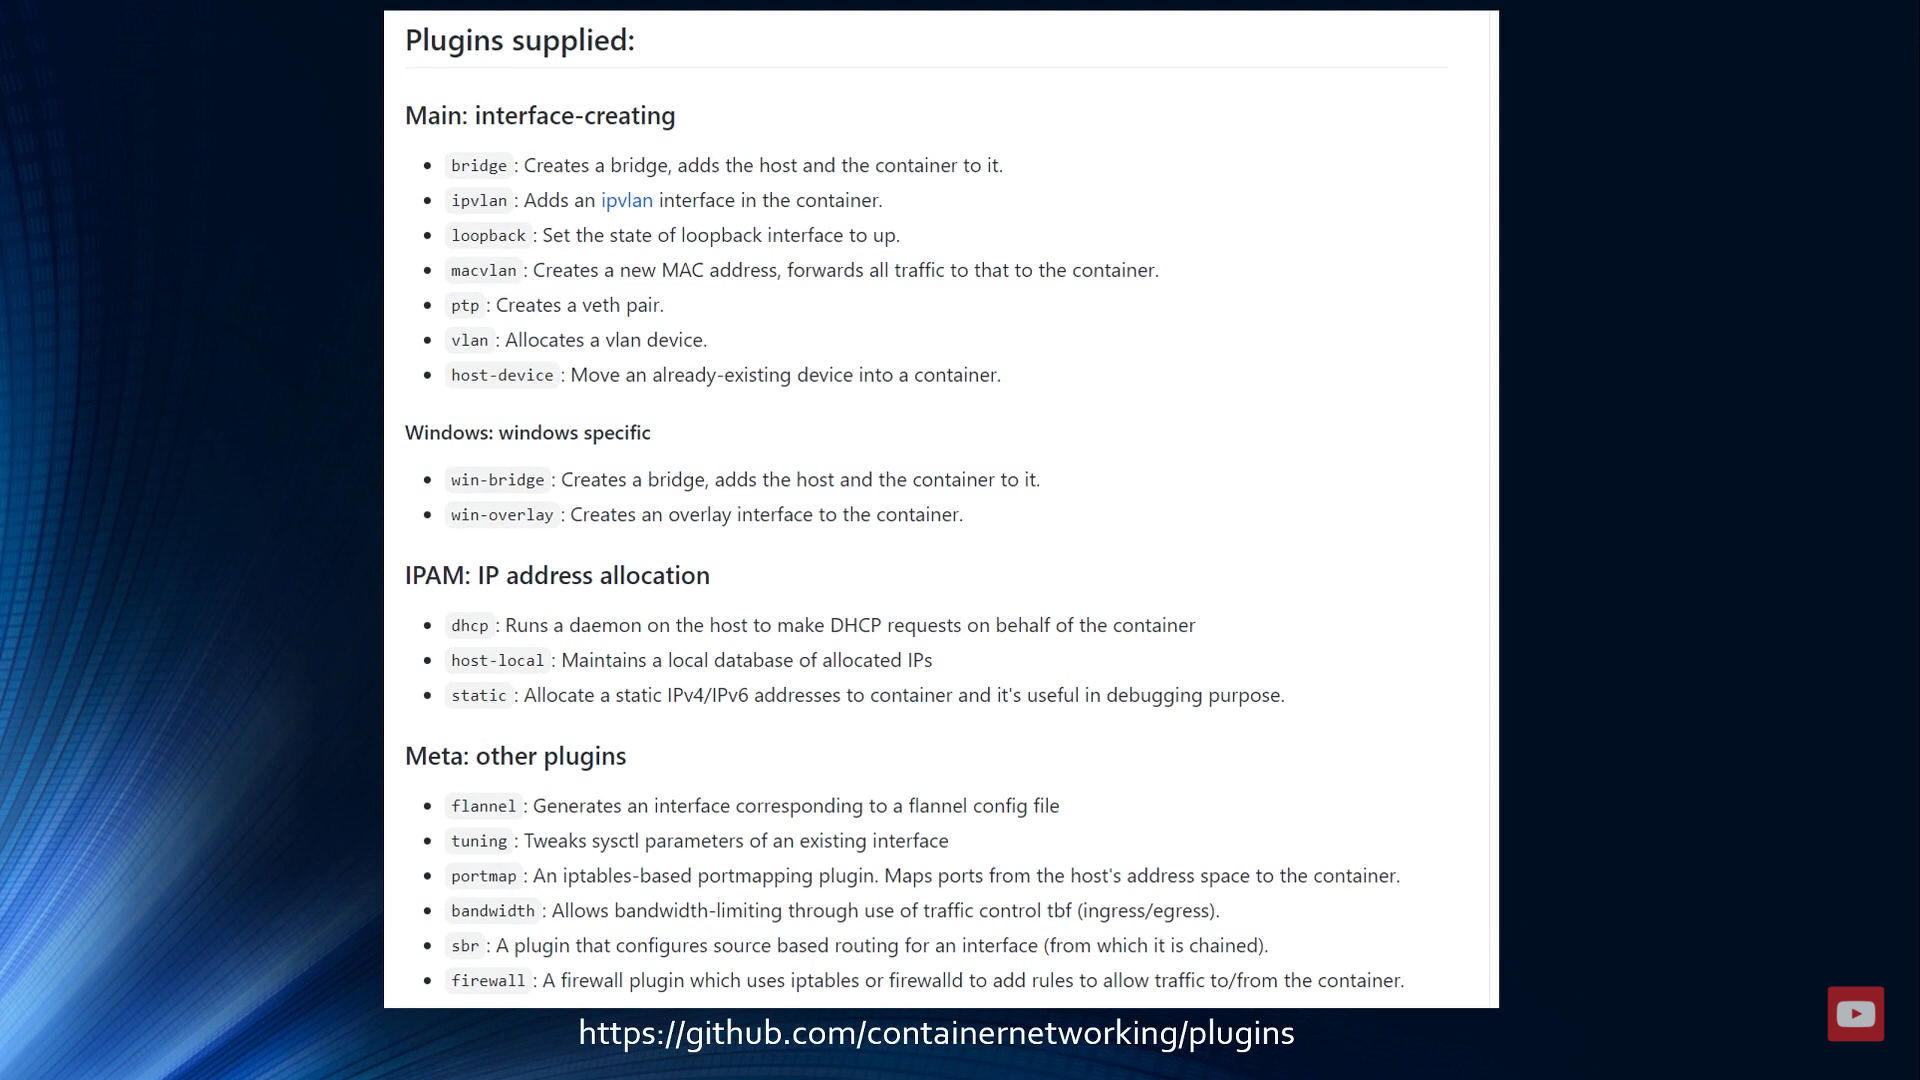 Plugins supplied:
Main: interface-creating
• bridge : Creates a bridge, adds the host and the container to it.
• ipvlan : Adds an ipvlan interface in the container.
• loopback : Set the state of loopback interface to up.
• macvlan : Creates a new MAC address, forwards all traffic to that to the container.
• ptp : Creates a veth pair.
• vlan : Allocates a vlan device.
• host-device : Move an already-existing device into a container.
Windows: windows specific
• win-bridge : Creates a bridge, adds the host and the container to it.
• win-overlay : Creates an overlay interface to the container.
IPAM: IP address allocation
• dhcp : Runs a daemon on the host to make DHCP requests on behalf of the container
• host-local : Maintains a local database of allocated IPs
• static : Allocate a static IPv4/IPv6 addresses to container and it's useful in debugging purpose.
Meta: other plugins
• flannel : Generates an interface corresponding to a flannel config file
• tuning : Tweaks sysctl parameters of an existing interface
• portmap : An iptables-based portmapping plugin. Maps ports from the host's address space to the container.
• bandwidth : Allows bandwidth-limiting through use of traffic control tbf (ingress/egress).
• sbr : A plugin that configures source based routing for an interface (from which it is chained).
• firewall : A firewall plugin which uses iptables or firewalld to add rules to allow traffic to/from the container.
https://github.com/containernetworking/plugins